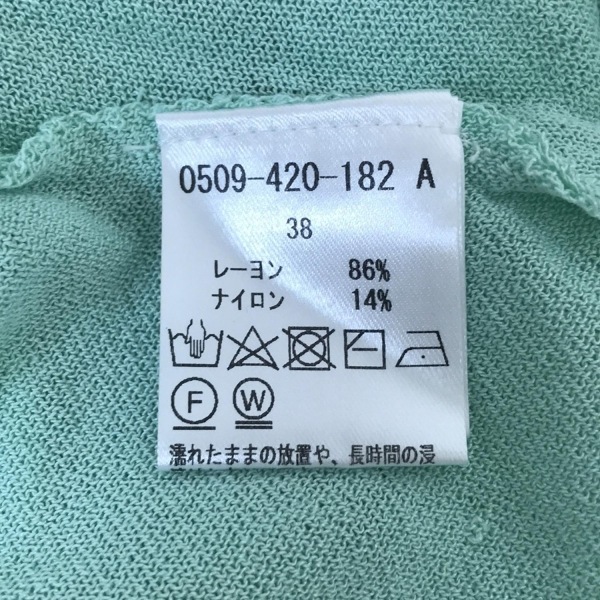 0509-420-182 A
38
レーヨン 86%
ナイロン 14%
F W
濡れたままの放置や、長時間の浸